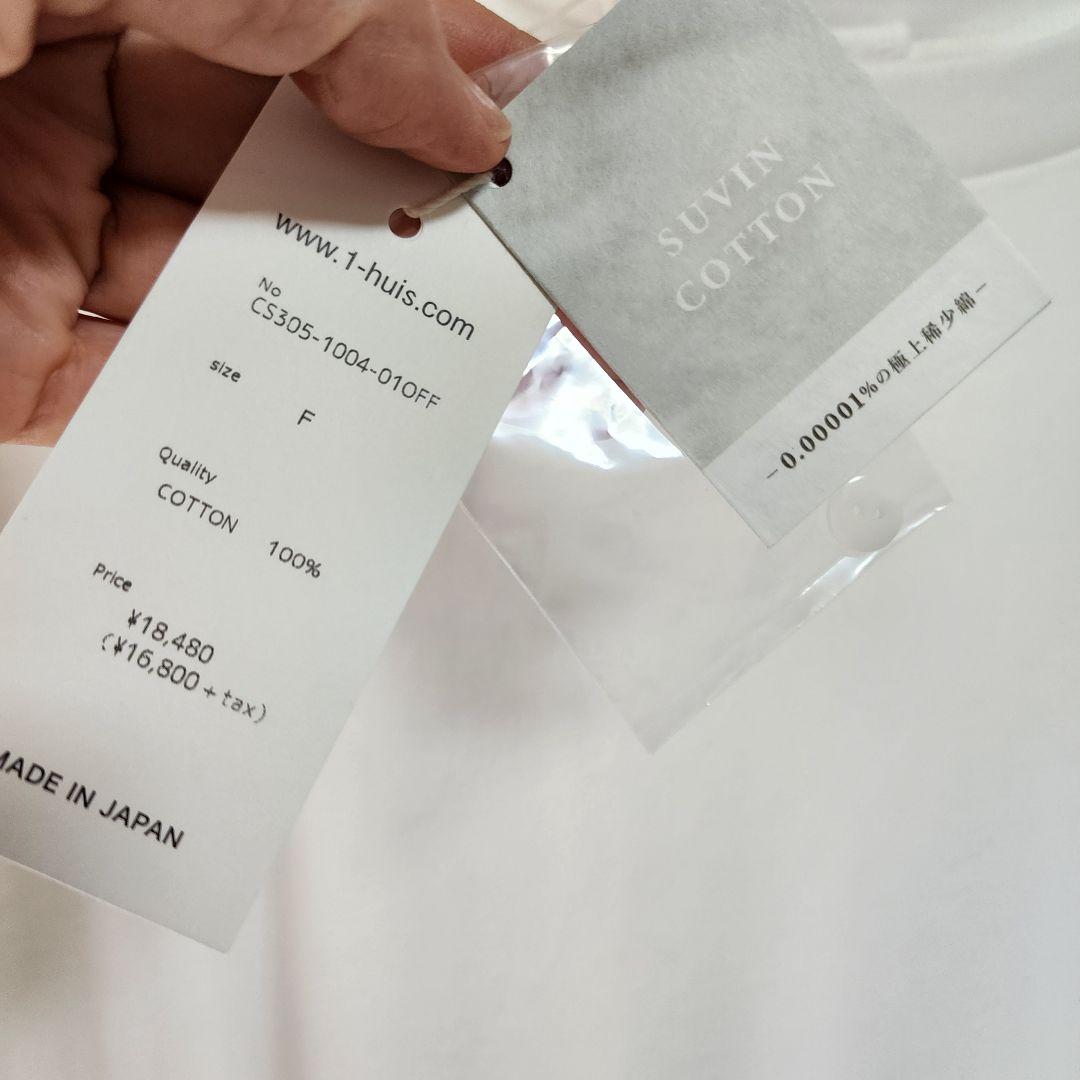 www.1-huis.com
No
CS305-1004-01OFF
size
F
Quality
COTTON 100%
Price
¥18,480
(¥16,800+tax)
MADE IN JAPAN
SUVIN
COTTON
－0.00001%の極上稀少綿－